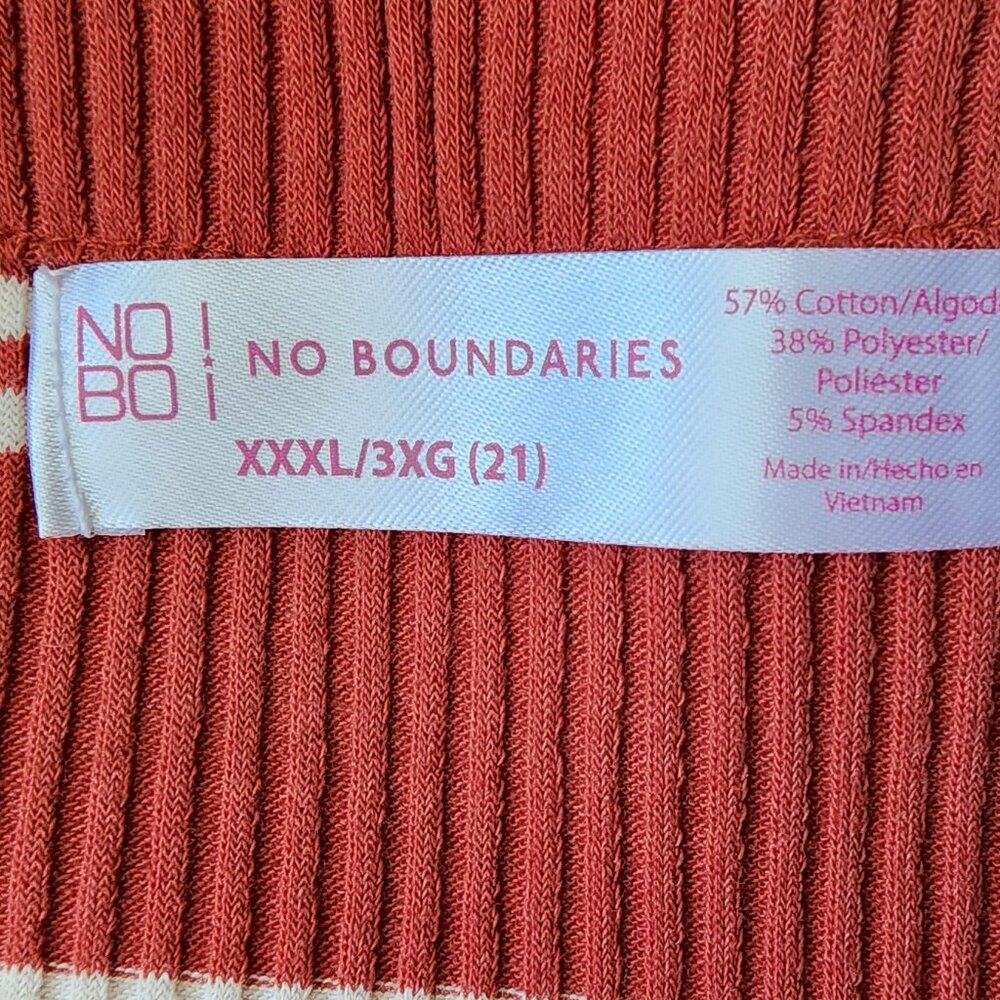 NO
BO
NO BOUNDARIES
XXXL/3XG (21)
57% Cotton/Algod
38% Polyester/
Poliéster
5% Spandex
Made in/Hecho en
Vietnam